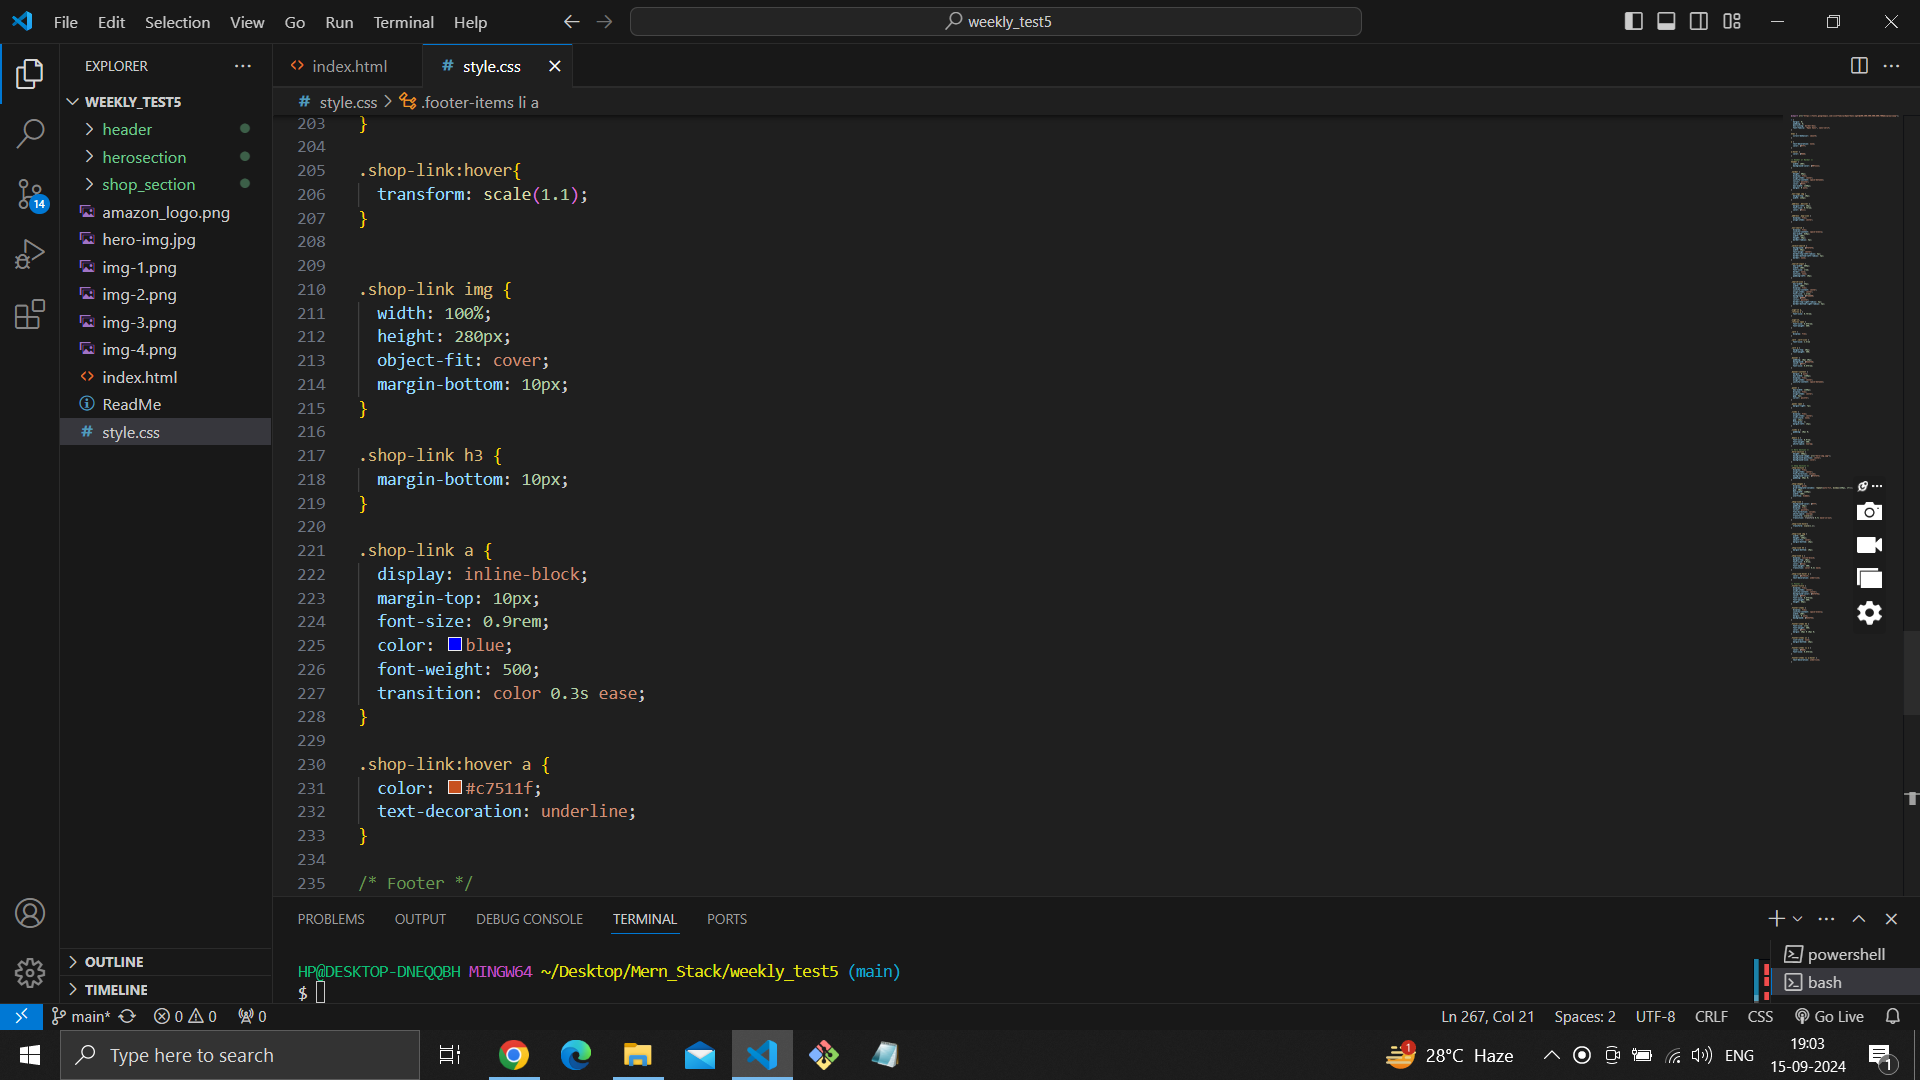 File Edit Selection View Go Run Terminal Help
weekly_test5
EXPLORER
index.html
# style.css
WEEKLY_TEST5
# style.css > .footer-items li a
header
herosection
shop_section
amazon_logo.png
hero-img.jpg
img-1.png
img-2.png
img-3.png
img-4.png
index.html
ReadMe
# style.css
14
203 }
204
205 .shop-link:hover{
206 transform: scale(1.1);
207 }
208
209
210 .shop-link img {
211 width: 100%;
212 height: 280px;
213 object-fit: cover;
214 margin-bottom: 10px;
215 }
216
217 .shop-link h3 {
218 margin-bottom: 10px;
219 }
220
221 .shop-link a {
222 display: inline-block;
223 margin-top: 10px;
224 font-size: 0.9rem;
225 color: blue;
226 font-weight: 500;
227 transition: color 0.3s ease;
228 }
229
230 .shop-link:hover a {
231 color: #c7511f;
232 text-decoration: underline;
233 }
234
235 /* Footer */
PROBLEMS OUTPUT DEBUG CONSOLE TERMINAL PORTS
HP@DESKTOP-DNEQQBH MINGW64 ~/Desktop/Mern_Stack/weekly_test5 (main)
$
powershell
bash
OUTLINE
TIMELINE
main* 0 0 0
Ln 267, Col 21 Spaces: 2 UTF-8 CRLF CSS Go Live
Type here to search
1
28°C Haze
ENG
19:03
15-09-2024
1